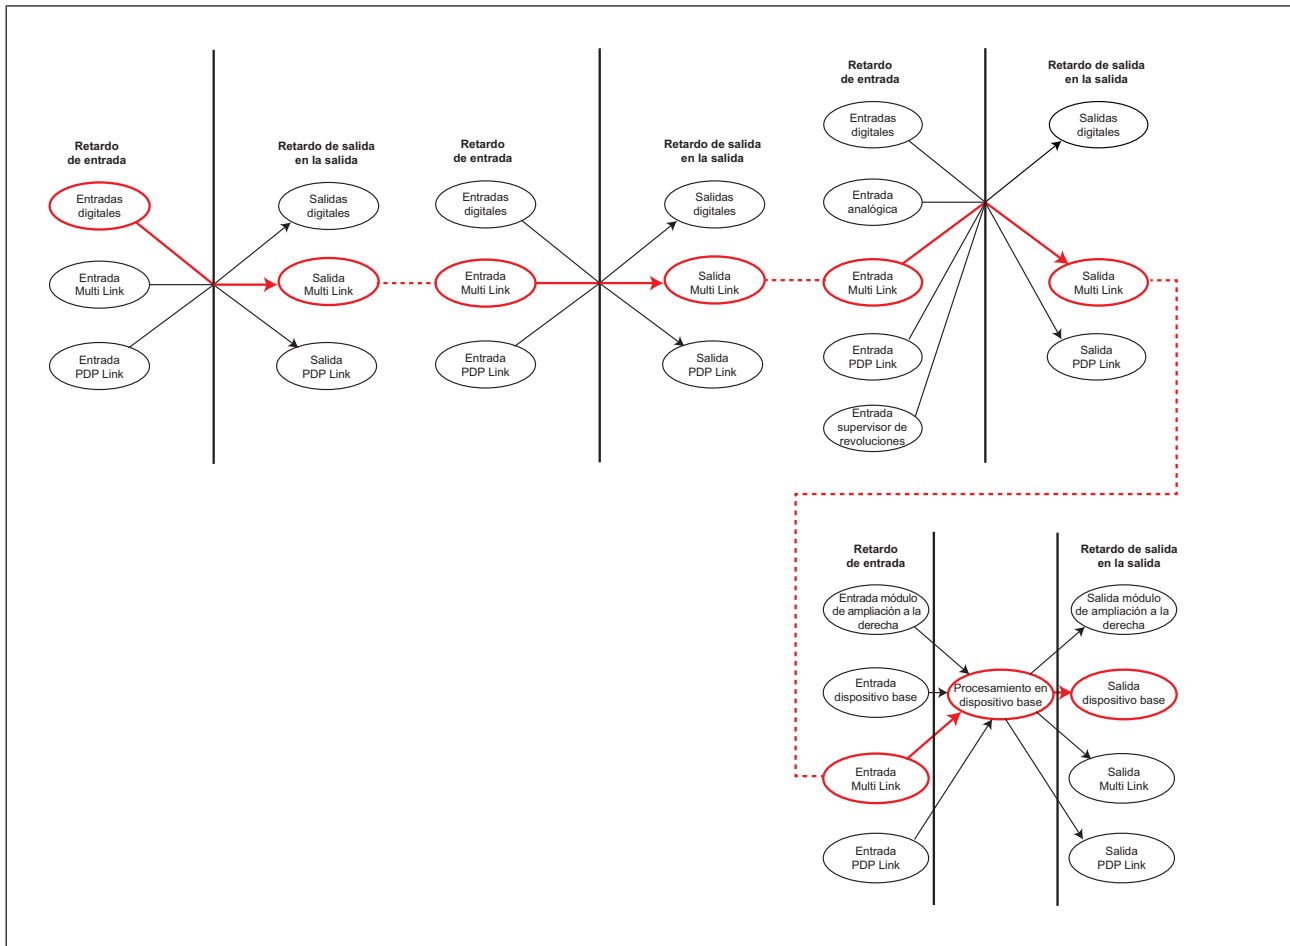 Retardo
de entrada
Entradas
digitales
Entrada
Multi Link
Entrada
PDP Link
Retardo de salida
en la salida
Salidas
digitales
Salida
Multi Link
Salida
PDP Link
Retardo
de entrada
Entradas
digitales
Entrada
Multi Link
Entrada
PDP Link
Retardo de salida
en la salida
Salidas
digitales
Salida
Multi Link
Salida
PDP Link
Retardo
de entrada
Entradas
digitales
Entrada
analógica
Entrada
Multi Link
Entrada
PDP Link
Entrada
supervisor de
revoluciones
Retardo de salida
en la salida
Salidas
digitales
Salida
Multi Link
Salida
PDP Link
Retardo
de entrada
Entrada módulo
de ampliación a la
derecha
Entrada
dispositivo base
Entrada
Multi Link
Entrada
PDP Link
Procesamiento en
dispositivo base
Retardo de salida
en la salida
Salida módulo
de ampliación a la
derecha
Salida
dispositivo base
Salida
Multi Link
Salida
PDP Link